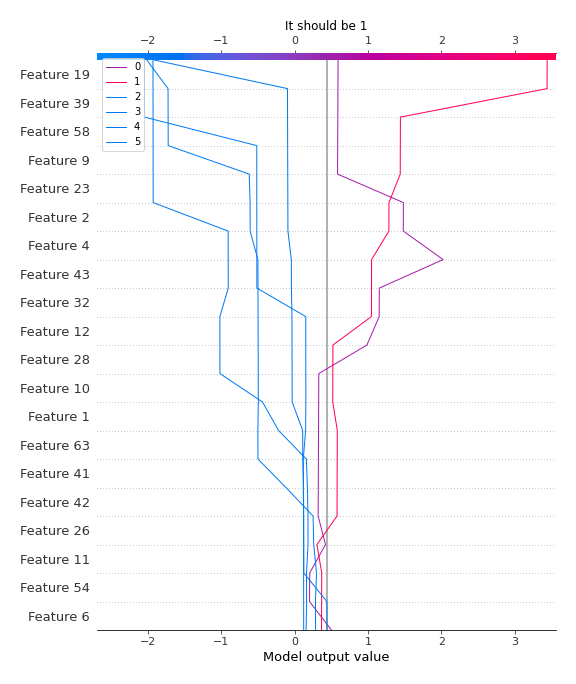 It should be 1
−2 −1 0 1 2 3
0
1
2
3
4
5
Feature 19
Feature 39
Feature 58
Feature 9
Feature 23
Feature 2
Feature 4
Feature 43
Feature 32
Feature 12
Feature 28
Feature 10
Feature 1
Feature 63
Feature 41
Feature 42
Feature 26
Feature 11
Feature 54
Feature 6
−2 −1 0 1 2 3
Model output value